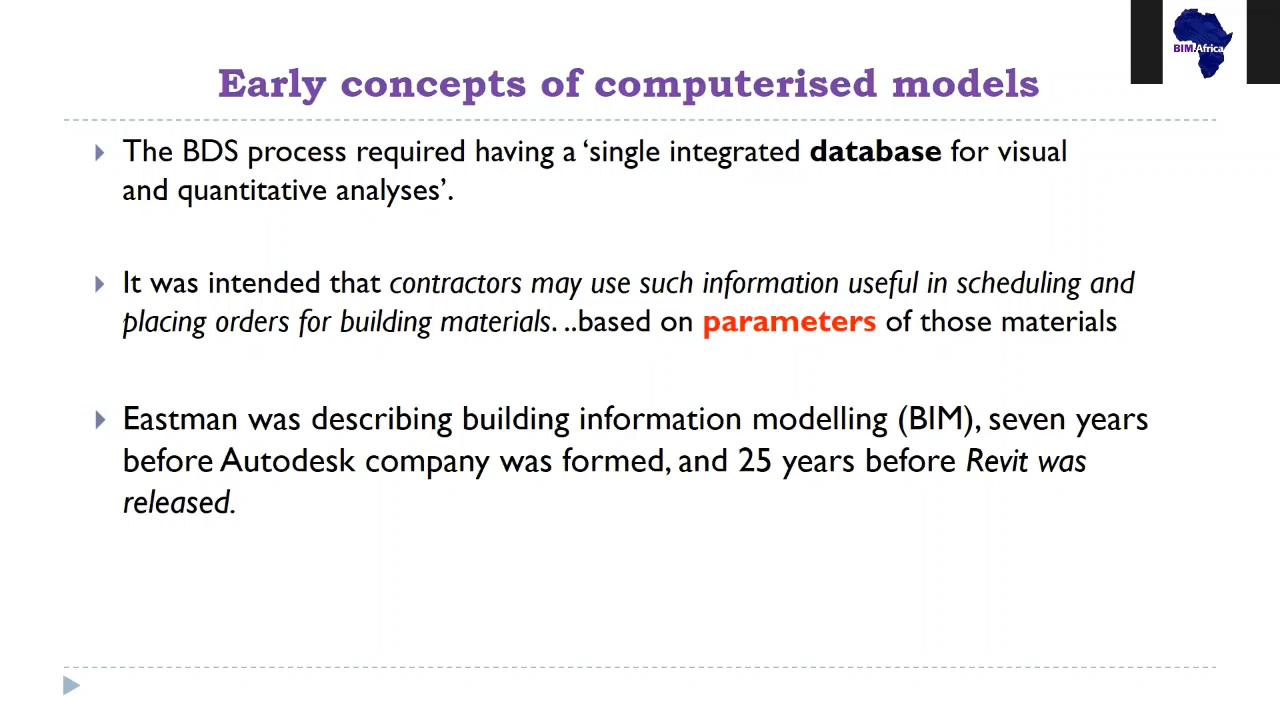 BIM.Africa
Early concepts of computerised models
The BDS process required having a ‘single integrated database for visual
and quantitative analyses’.
It was intended that contractors may use such information useful in scheduling and
placing orders for building materials. ..based on parameters of those materials
Eastman was describing building information modelling (BIM), seven years
before Autodesk company was formed, and 25 years before Revit was
released.